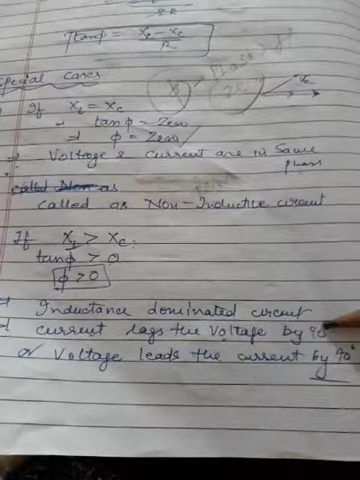 tanφ = XL - XC / R
Special cases
If XL = XC
→ tanφ = Zero
⇒ φ = Zero
→ Voltage & current are in same
phase
called as
called as Non-Inductive circuit
If XL > XC:
tanφ > 0
φ > 0
Inductance dominated circuit
current lags the Voltage by 90
or Voltage leads the current by 90°